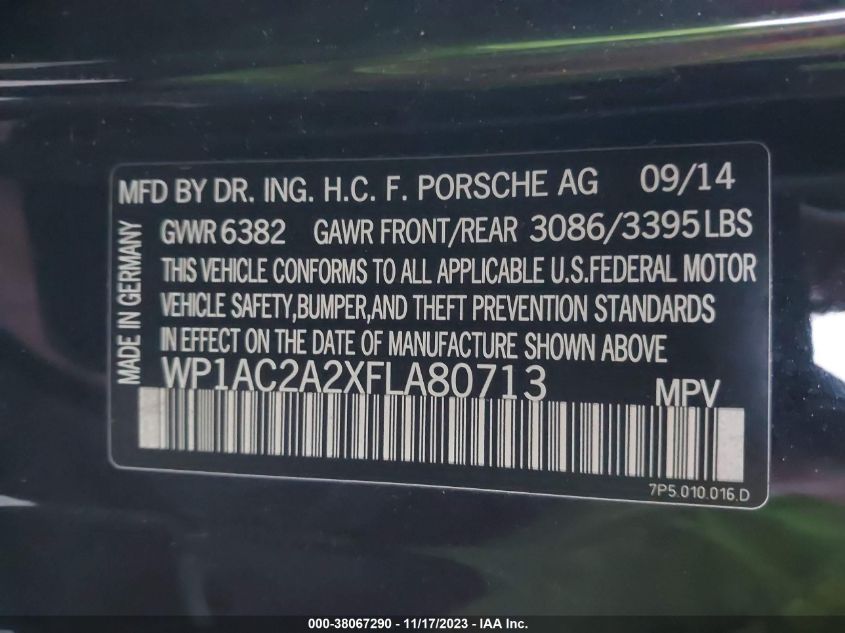 MFD BY DR. ING. H.C. F. PORSCHE AG 09/14
GVWR 6382 GAWR FRONT/REAR 3086/3395LBS
THIS VEHICLE CONFORMS TO ALL APPLICABLE U.S.FEDERAL MOTOR
VEHICLE SAFETY,BUMPER,AND THEFT PREVENTION STANDARDS
IN EFFECT ON THE DATE OF MANUFACTURE SHOWN ABOVE
WP1AC2A2XFLA80713 MPV
MADE IN GERMANY
7P5.010.016.D
000-38067290 - 11/17/2023 - IAA Inc.